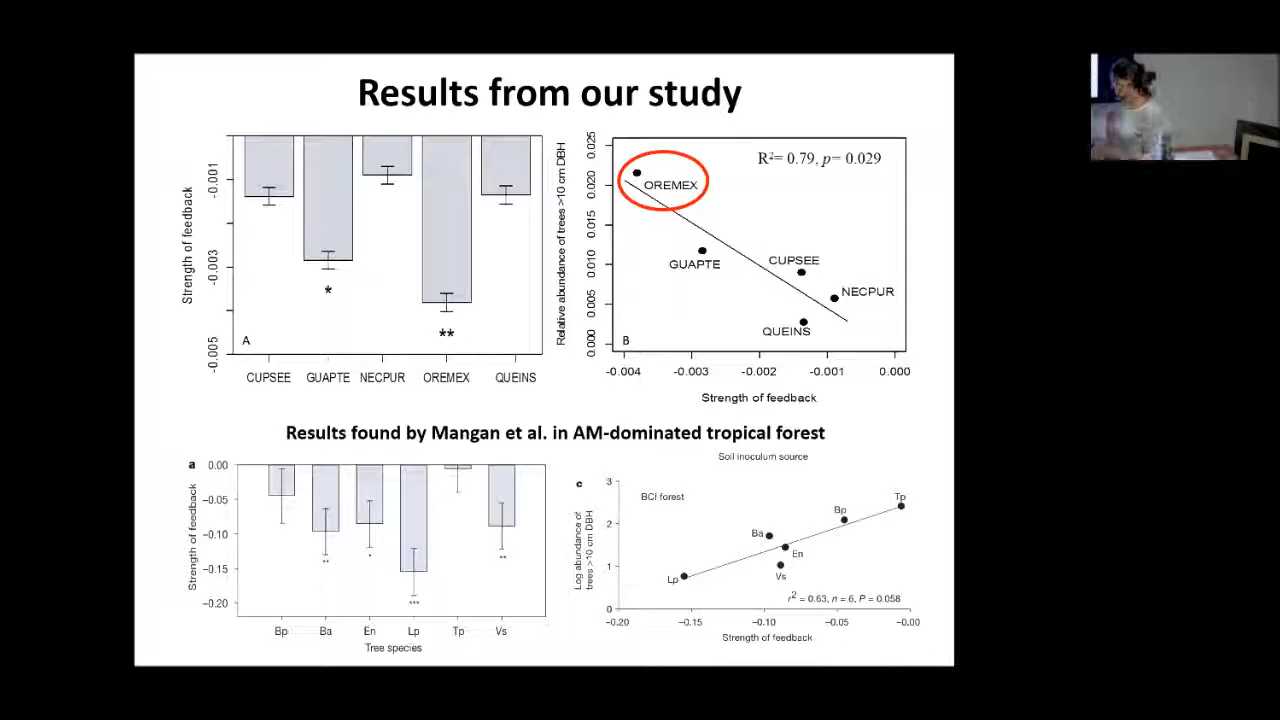 Results from our study
Strength of feedback
-0.001
-0.003
-0.005
*
**
A
CUPSEE GUAPTE NECPUR OREMEX QUEINS
Relative abundance of trees >10 cm DBH
0.025
0.020
0.015
0.010
0.005
0.000
R²= 0.79, p= 0.029
OREMEX
GUAPTE
CUPSEE
NECPUR
QUEINS
B
-0.004 -0.003 -0.002 -0.001 0.000
Strength of feedback
Results found by Mangan et al. in AM-dominated tropical forest
a
Strength of feedback
0.00
−0.05
−0.10
−0.15
−0.20
**
*
***
**
Bp Ba En Lp Tp Vs
Tree species
Soil inoculum source
c
Log abundance of
trees >10 cm DBH
3
2
1
0
BCI forest
Tp
Bp
Ba
En
Vs
Lp
r² = 0.63, n = 6, P = 0.058
−0.20 −0.15 −0.10 −0.05 −0.00
Strength of feedback